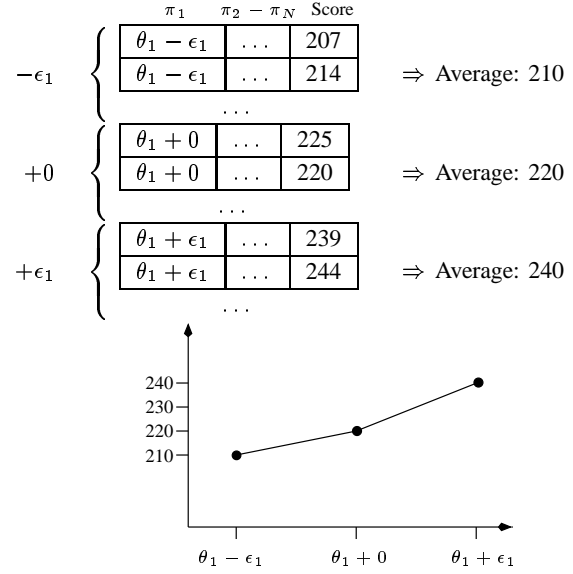 π₁ π₂ − π_N Score
θ₁ − ϵ₁ ... 207
−ϵ₁ θ₁ − ϵ₁ ... 214 ⇒ Average: 210
...
θ₁ + 0 ... 225
+0 θ₁ + 0 ... 220 ⇒ Average: 220
...
θ₁ + ϵ₁ ... 239
+ϵ₁ θ₁ + ϵ₁ ... 244 ⇒ Average: 240
...
240
230
220
210
θ₁ − ϵ₁ θ₁ + 0 θ₁ + ϵ₁